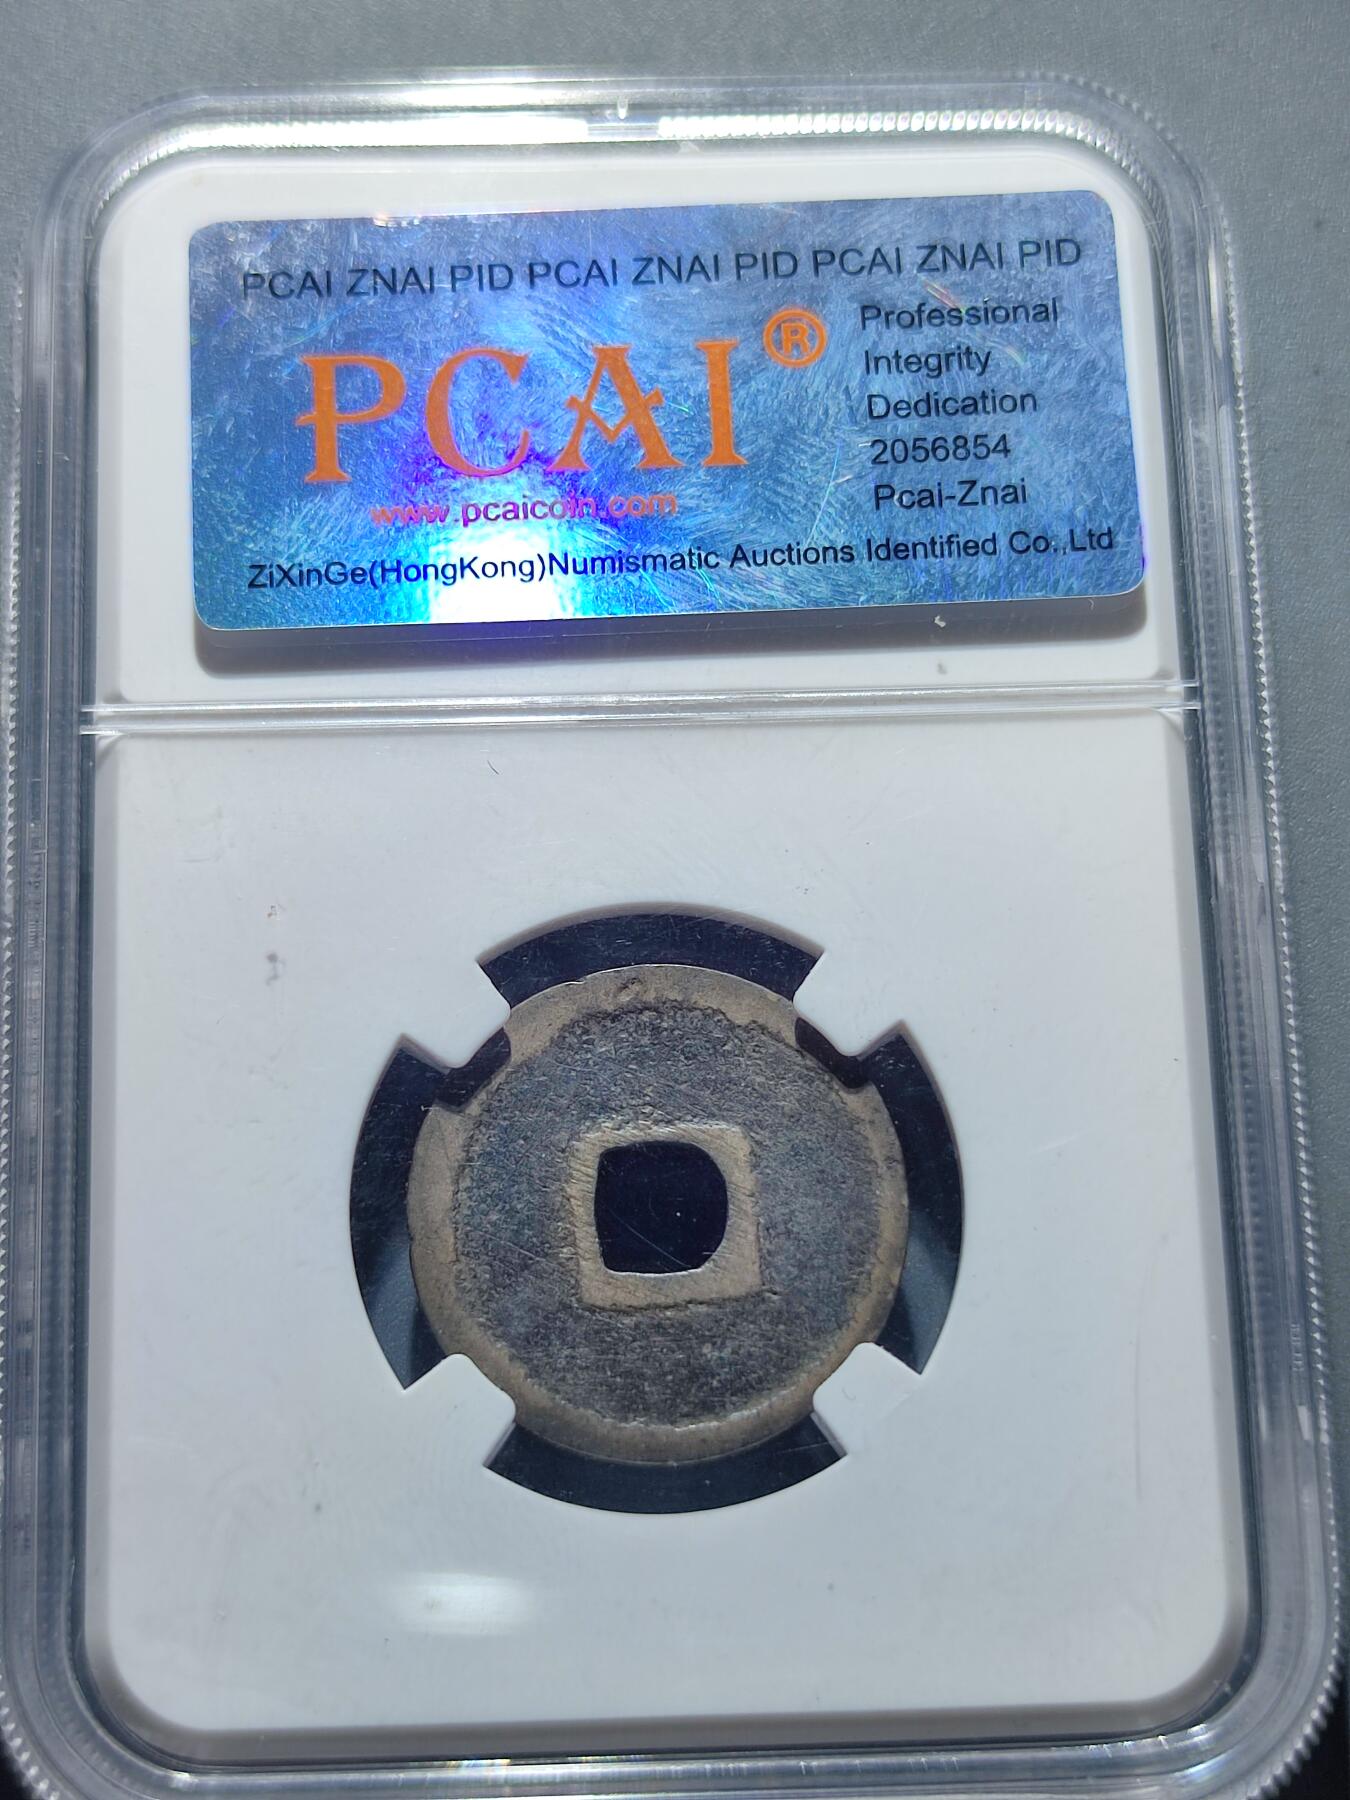 PCAI ZNAI PID PCAI ZNAI PID PCAI ZNAI PID
PCAI®
Professional
Integrity
Dedication
2056854
Pcai-Znai
www.pcaicoin.com
ZiXinGe(HongKong)Numismatic Auctions Identified Co.,Ltd